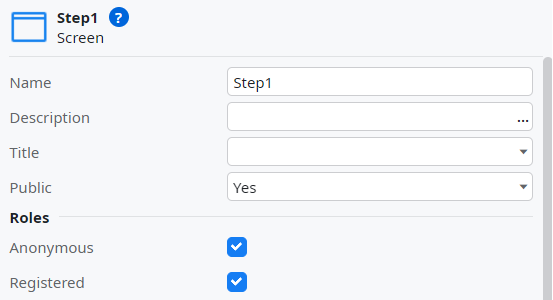 Step1 ?
Screen
Name Step1
Description ...
Title
Public Yes
Roles
Anonymous
Registered